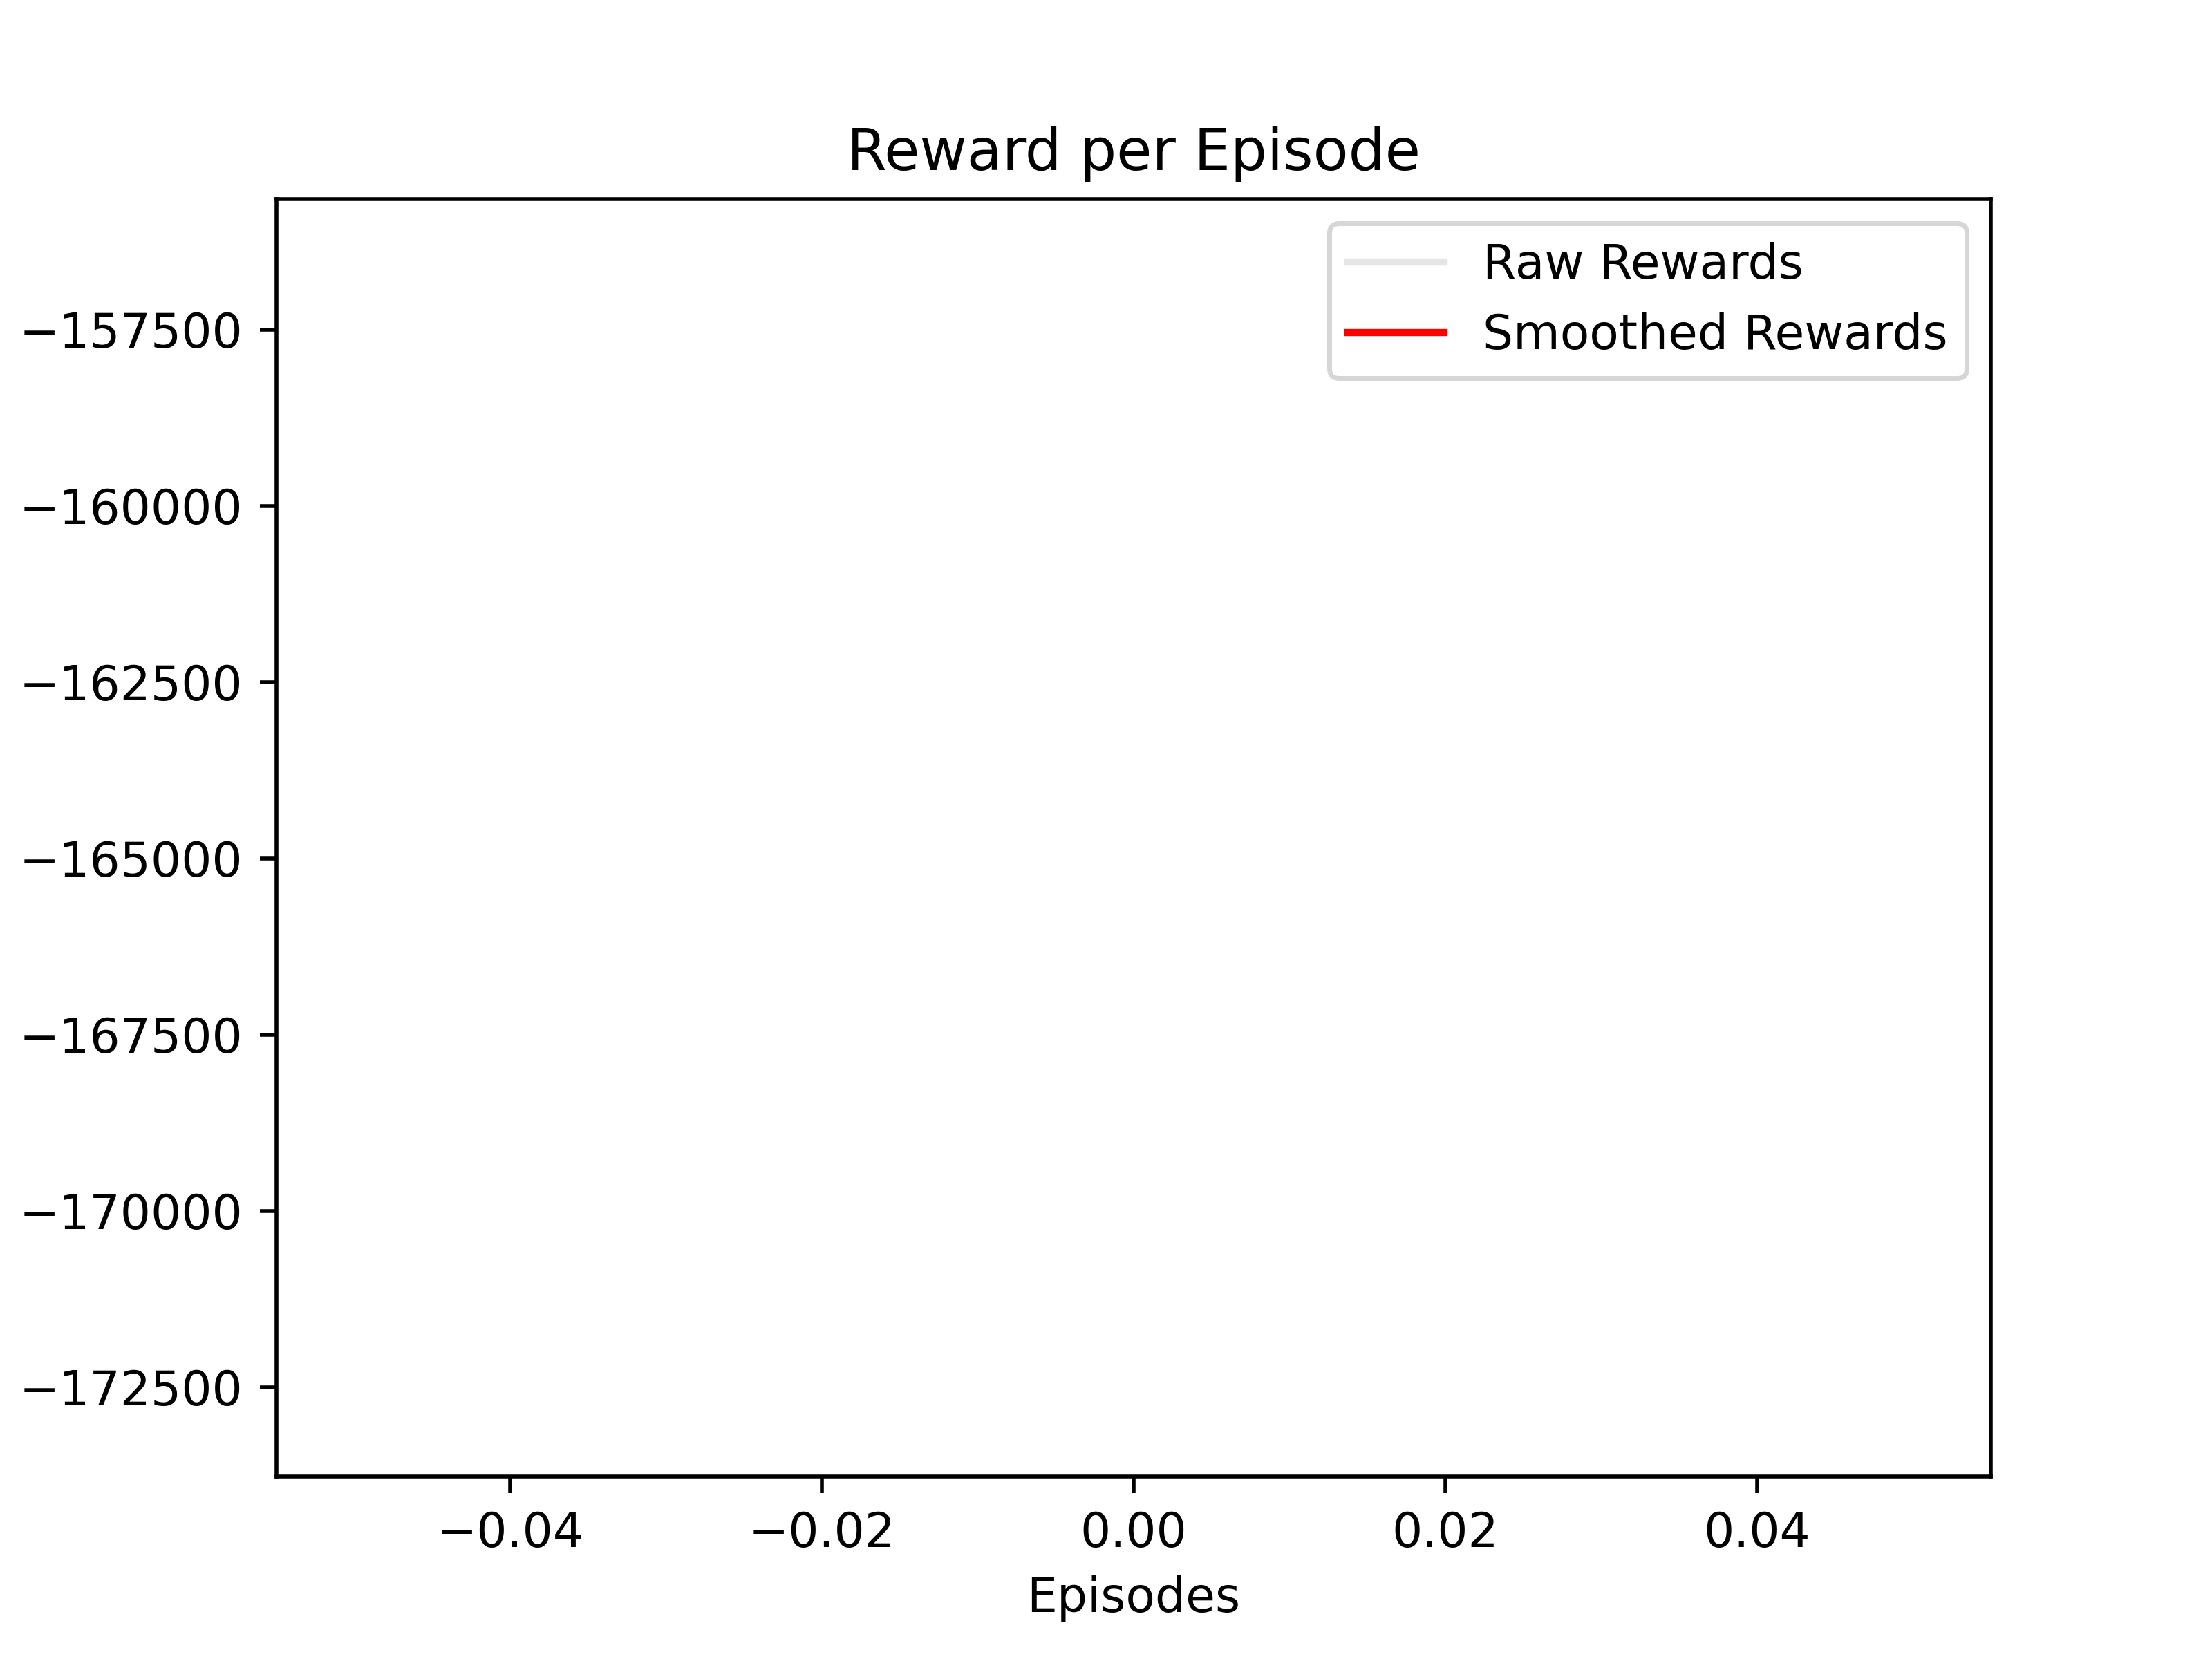 Reward per Episode
Raw Rewards
Smoothed Rewards
−157500
−160000
−162500
−165000
−167500
−170000
−172500
−0.04 −0.02 0.00 0.02 0.04
Episodes